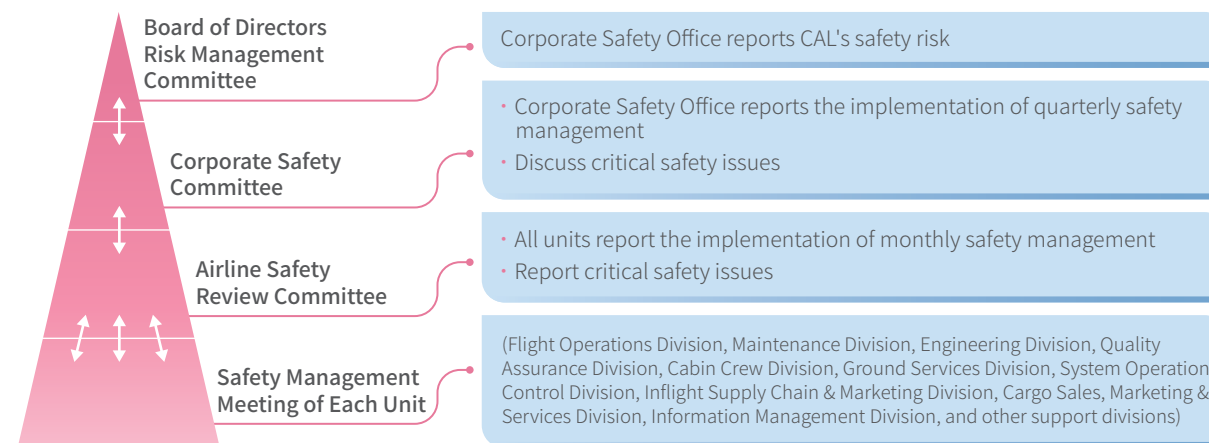 Board of Directors
Risk Management
Committee
Corporate Safety Office reports CAL's safety risk
Corporate Safety
Committee
• Corporate Safety Office reports the implementation of quarterly safety
management
• Discuss critical safety issues
Airline Safety
Review Committee
• All units report the implementation of monthly safety management
• Report critical safety issues
Safety Management
Meeting of Each Unit
(Flight Operations Division, Maintenance Division, Engineering Division, Quality
Assurance Division, Cabin Crew Division, Ground Services Division, System Operation
Control Division, Inflight Supply Chain & Marketing Division, Cargo Sales, Marketing &
Services Division, Information Management Division, and other support divisions)